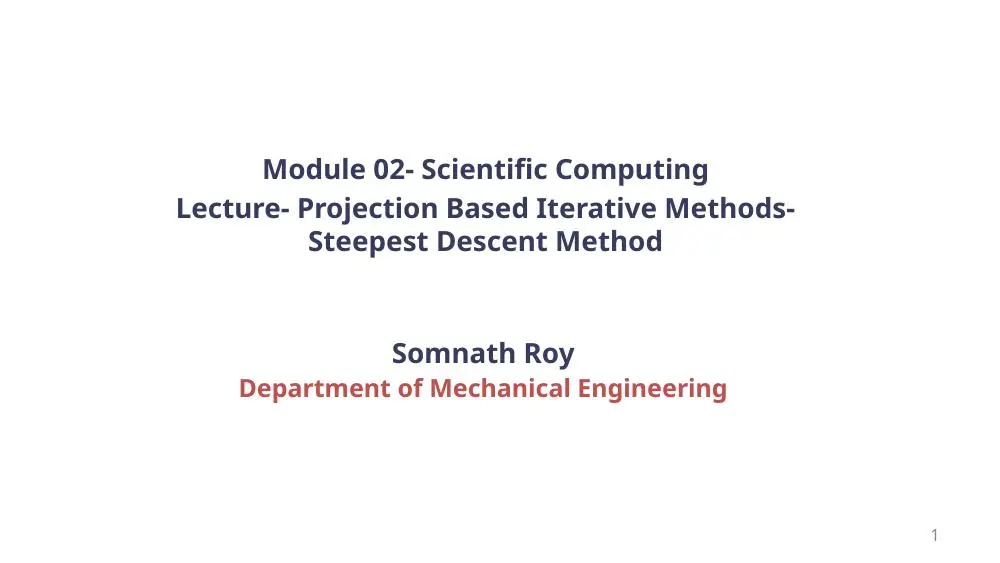 Module 02- Scientific Computing
Lecture- Projection Based Iterative Methods-
Steepest Descent Method
Somnath Roy
Department of Mechanical Engineering
1